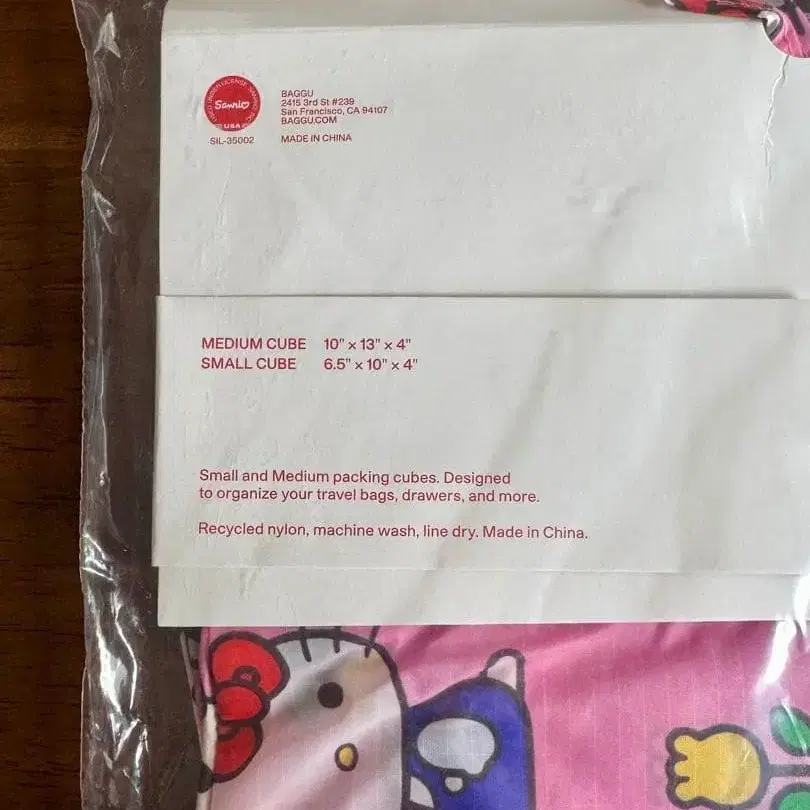 Sanrio
USA
SIL-35002
BAGGU
2415 3rd St #239
San Francisco, CA 94107
BAGGU.COM
MADE IN CHINA
MEDIUM CUBE 10" × 13" × 4"
SMALL CUBE 6.5" × 10" × 4"
Small and Medium packing cubes. Designed
to organize your travel bags, drawers, and more.
Recycled nylon, machine wash, line dry. Made in China.